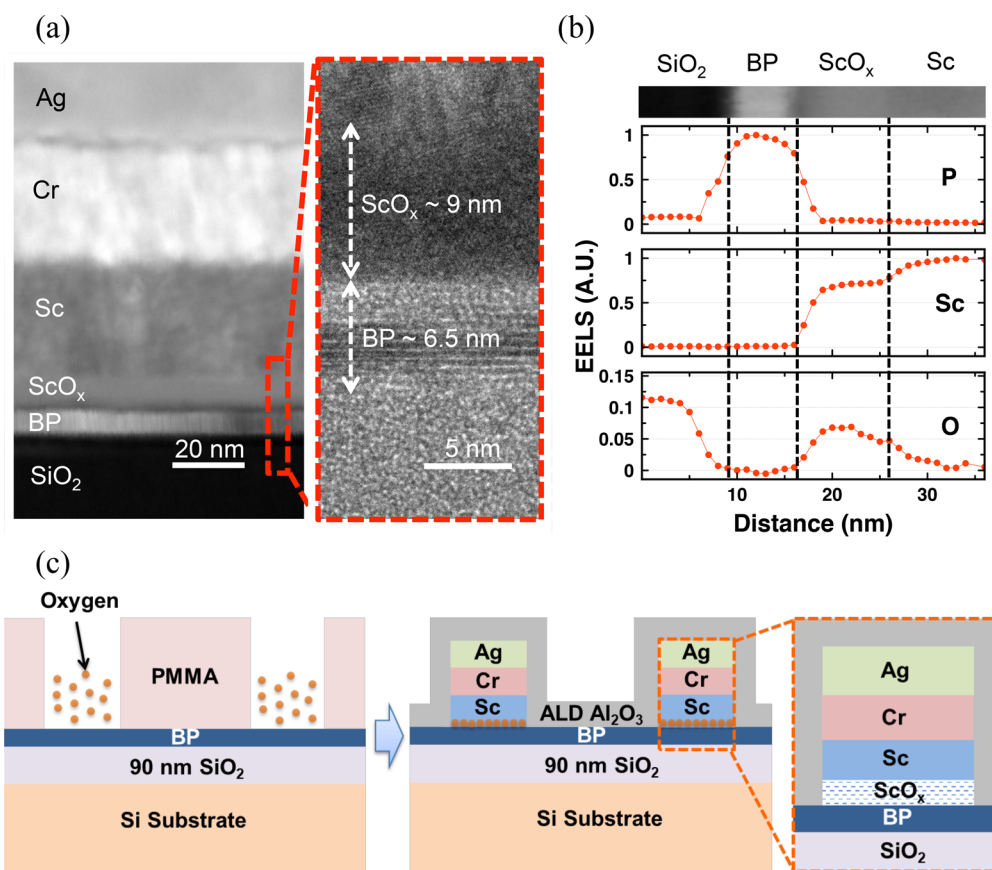 (a)
Ag
Cr
Sc
ScOₓ
BP
SiO₂
20 nm
ScOₓ ~ 9 nm
BP ~ 6.5 nm
5 nm
(b)
SiO₂ BP ScOₓ Sc
1
0.5
0
P
1
0.5
0
Sc
0.15
0.1
0.05
0
O
EELS (A.U.)
10 20 30
Distance (nm)
(c)
Oxygen
PMMA
BP
90 nm SiO₂
Si Substrate
Ag Ag
Cr Cr
Sc Sc
ALD Al₂O₃
BP
90 nm SiO₂
Si Substrate
Ag
Cr
Sc
ScOₓ
BP
SiO₂